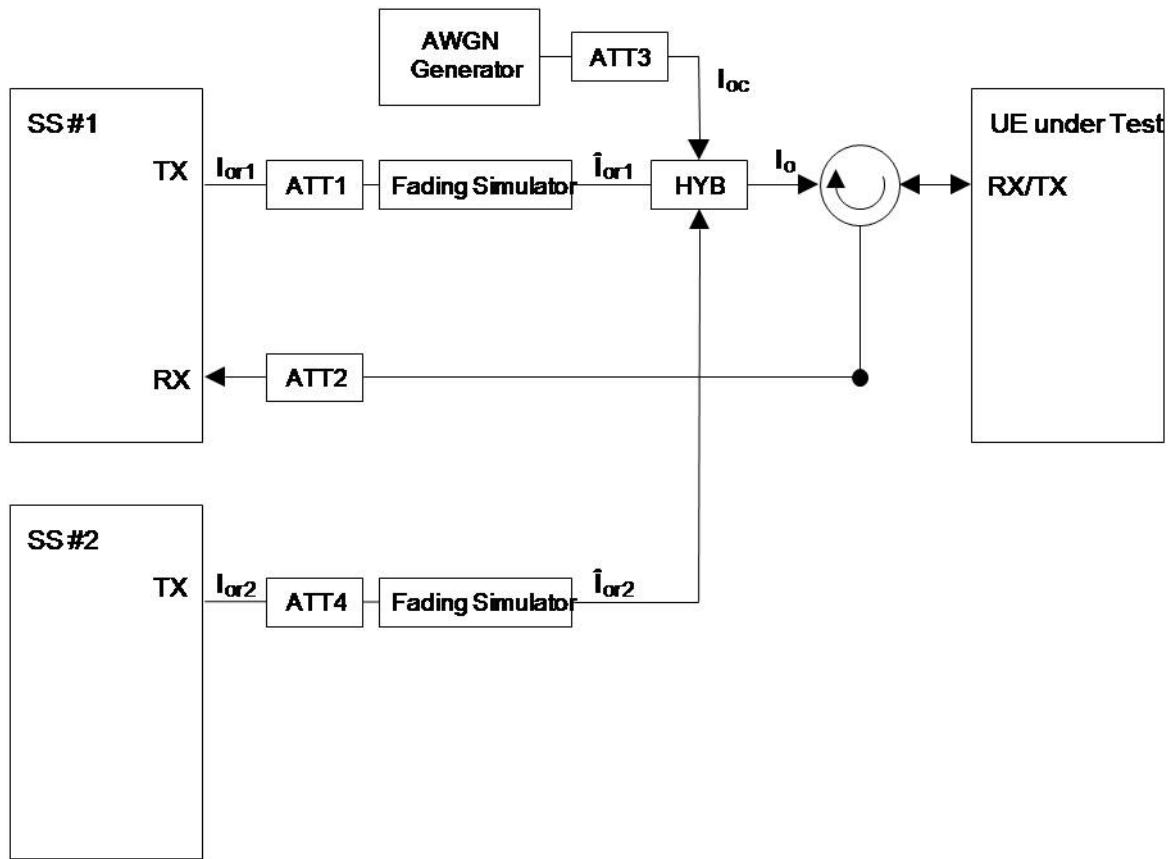 AWGN
Generator
ATT3
Ioc
SS #1
UE under Test
TX
Ior1
ATT1
Fading Simulator
Îor1
HYB
Io
RX/TX
RX
ATT2
SS #2
TX
Ior2
ATT4
Fading Simulator
Îor2